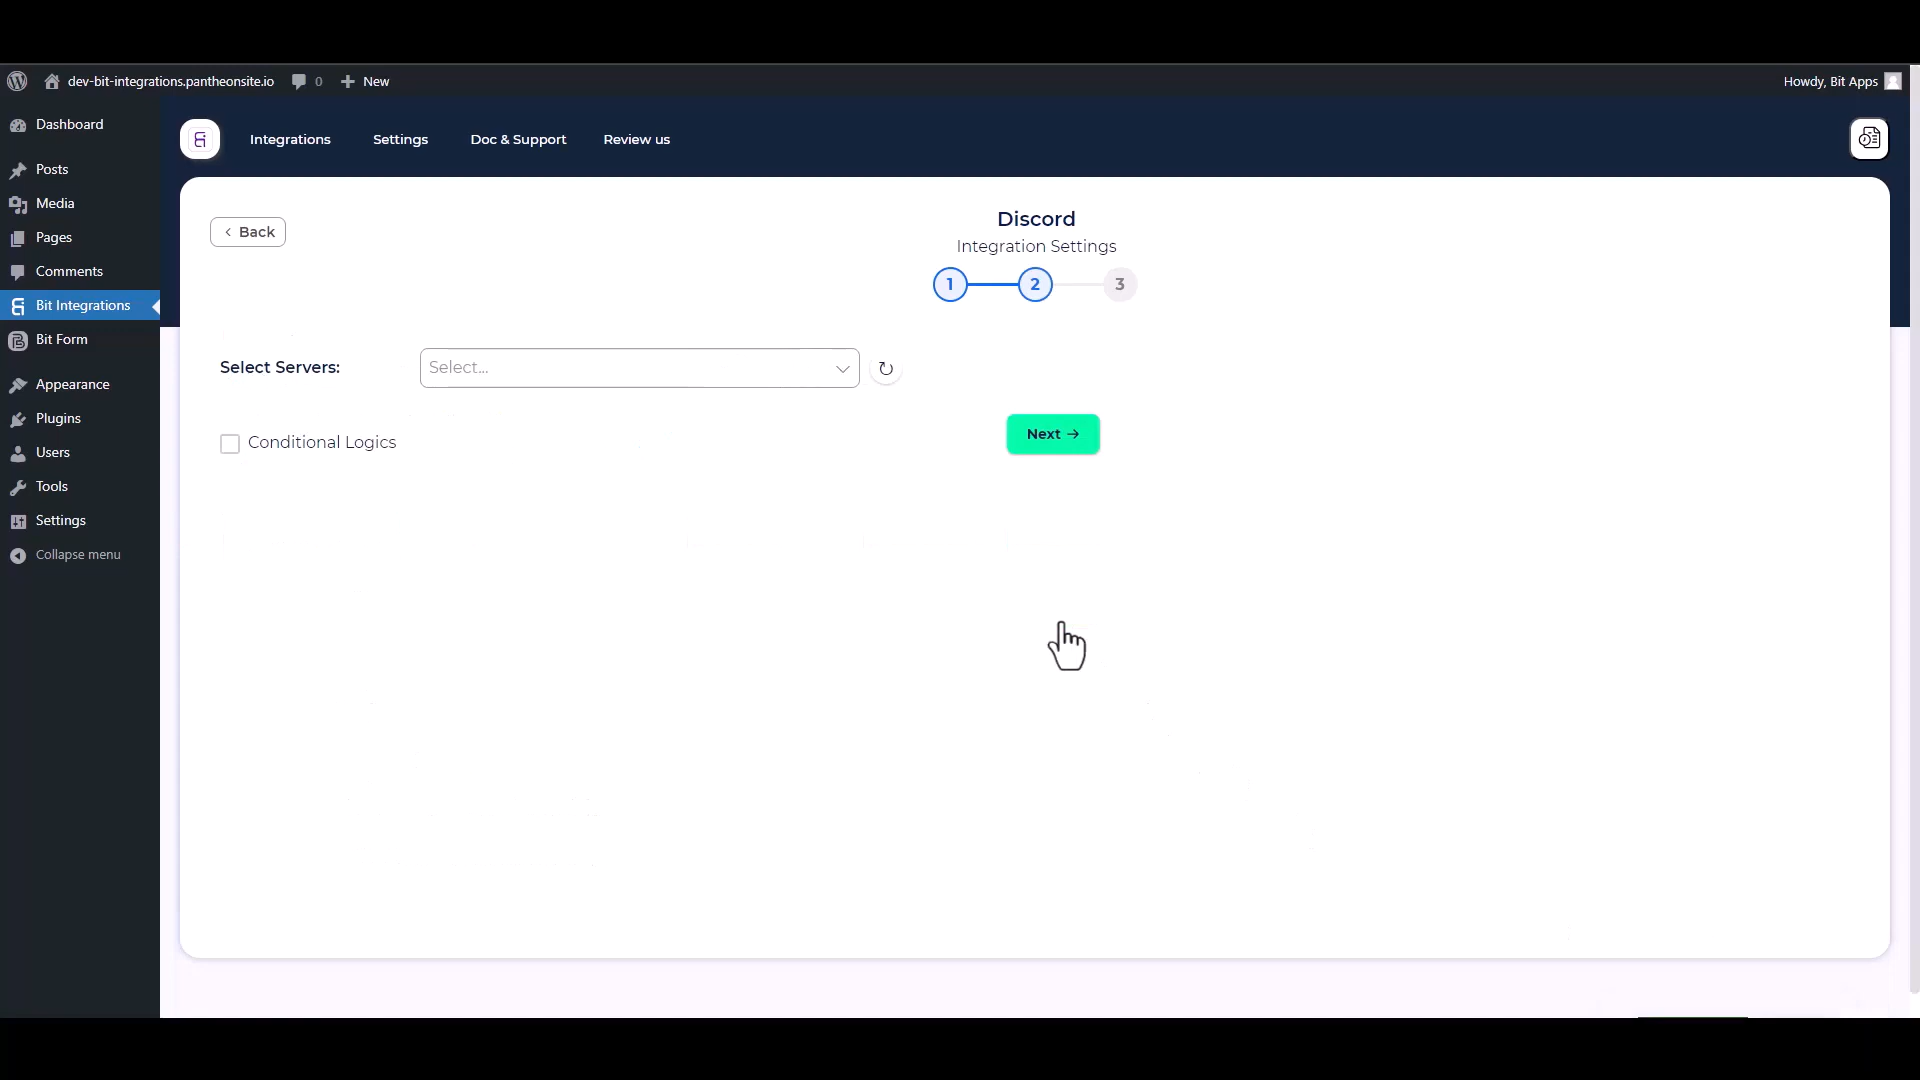 dev-bit-integrations.pantheonsite.io 0 New
Howdy, Bit Apps
Dashboard
Posts
Media
Pages
Comments
Bit Integrations
Bit Form
Appearance
Plugins
Users
Tools
Settings
Collapse menu
Integrations Settings Doc & Support Review us
Back
Discord
Integration Settings
1 2 3
Select Servers: Select...
Conditional Logics
Next →